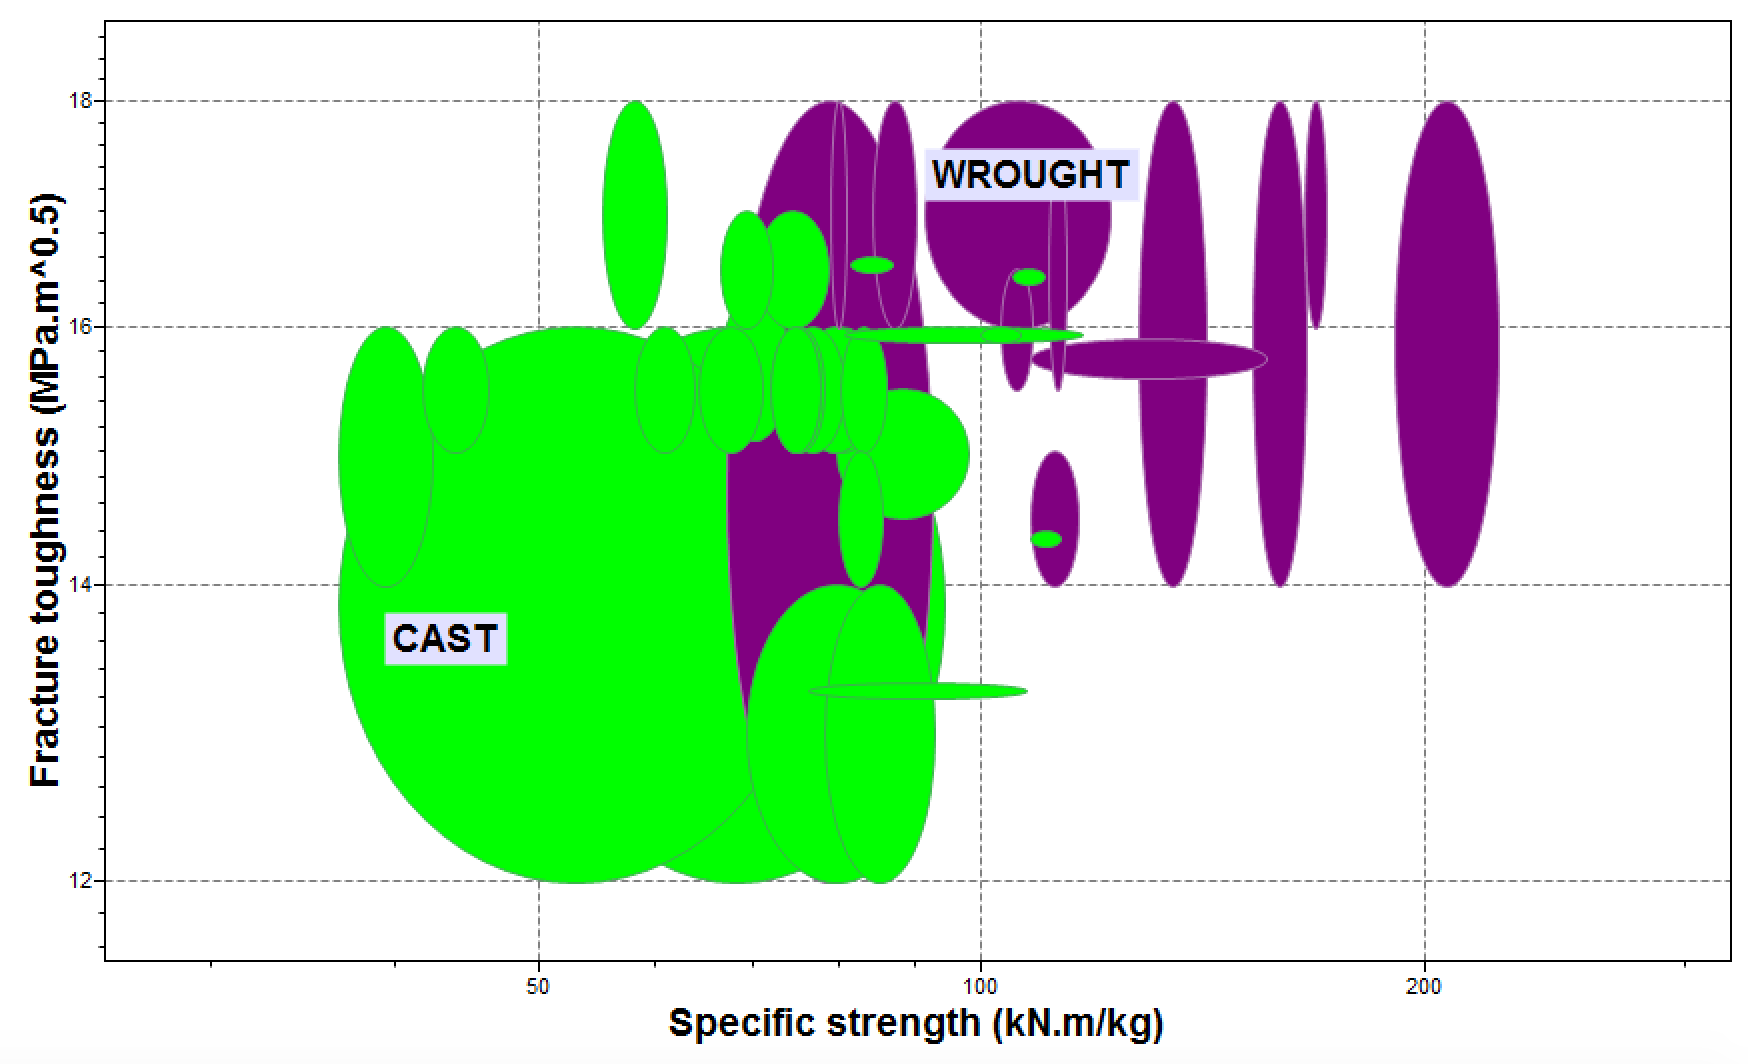 Fracture toughness (MPa.m^0.5)
18
16
14
12
WROUGHT
CAST
50
100
200
Specific strength (kN.m/kg)